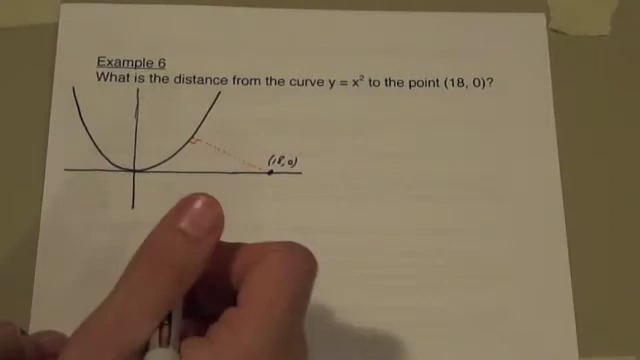 Example 6
What is the distance from the curve y = x² to the point (18, 0)?
(18, 0)